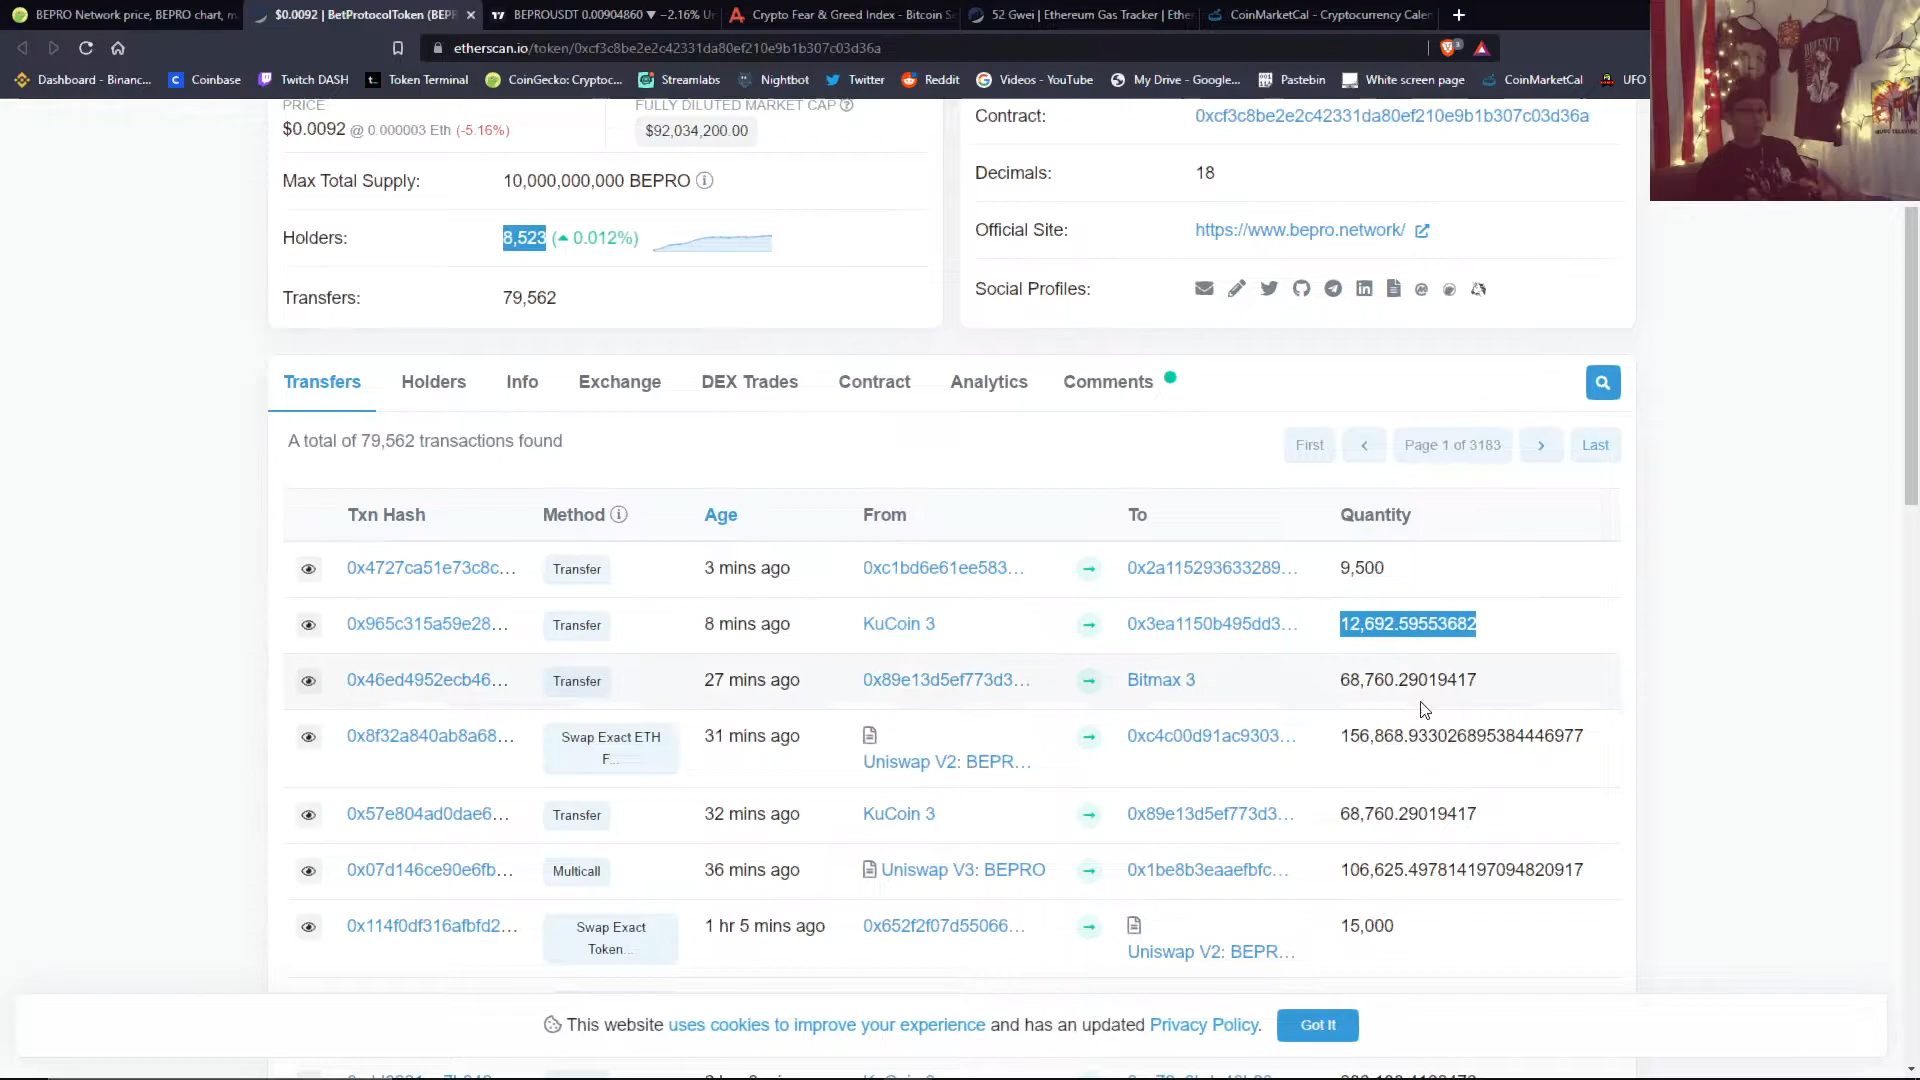 BEPRO Network price, BEPRO chart, m
$0.0092 | BetProtocolToken (BEP
BEPROUSDT 0.00904860 ▼ −2.16% U
Crypto Fear & Greed Index - Bitcoin S
52 Gwei | Ethereum Gas Tracker | Ethe
CoinMarketCal - Cryptocurrency Caler
etherscan.io/token/0xcf3c8be2e2c42331da80ef210e9b1b307c03d36a
Dashboard - Binanc...
Coinbase
Twitch DASH
Token Terminal
CoinGecko: Cryptoc...
Streamlabs
Nightbot
Twitter
Reddit
Videos - YouTube
My Drive - Google...
Pastebin
White screen page
CoinMarketCal
UFO
PRICE
$0.0092 @ 0.000003 Eth (-5.16%)
FULLY DILUTED MARKET CAP
$92,034,200.00
Max Total Supply: 10,000,000,000 BEPRO
Holders: 8,523 (0.012%)
Transfers: 79,562
Contract: 0xcf3c8be2e2c42331da80ef210e9b1b307c03d36a
Decimals: 18
Official Site: https://www.bepro.network/
Social Profiles:
Transfers Holders Info Exchange DEX Trades Contract Analytics Comments
A total of 79,562 transactions found
First Page 1 of 3183 Last
Txn Hash Method Age From To Quantity
0x4727ca51e73c8c... Transfer 3 mins ago 0xc1bd6e61ee583... 0x2a115293633289... 9,500
0x965c315a59e28... Transfer 8 mins ago KuCoin 3 0x3ea1150b495dd3... 12,692.59553682
0x46ed4952ecb46... Transfer 27 mins ago 0x89e13d5ef773d3... Bitmax 3 68,760.29019417
0x8f32a840ab8a68... Swap Exact ETH F... 31 mins ago Uniswap V2: BEPR... 0xc4c00d91ac9303... 156,868.933026895384446977
0x57e804ad0dae6... Transfer 32 mins ago KuCoin 3 0x89e13d5ef773d3... 68,760.29019417
0x07d146ce90e6fb... Multicall 36 mins ago Uniswap V3: BEPRO 0x1be8b3eaaefbfc... 106,625.497814197094820917
0x114f0df316afbfd2... Swap Exact Token... 1 hr 5 mins ago 0x652f2f07d55066... Uniswap V2: BEPR... 15,000
This website uses cookies to improve your experience and has an updated Privacy Policy. Got It